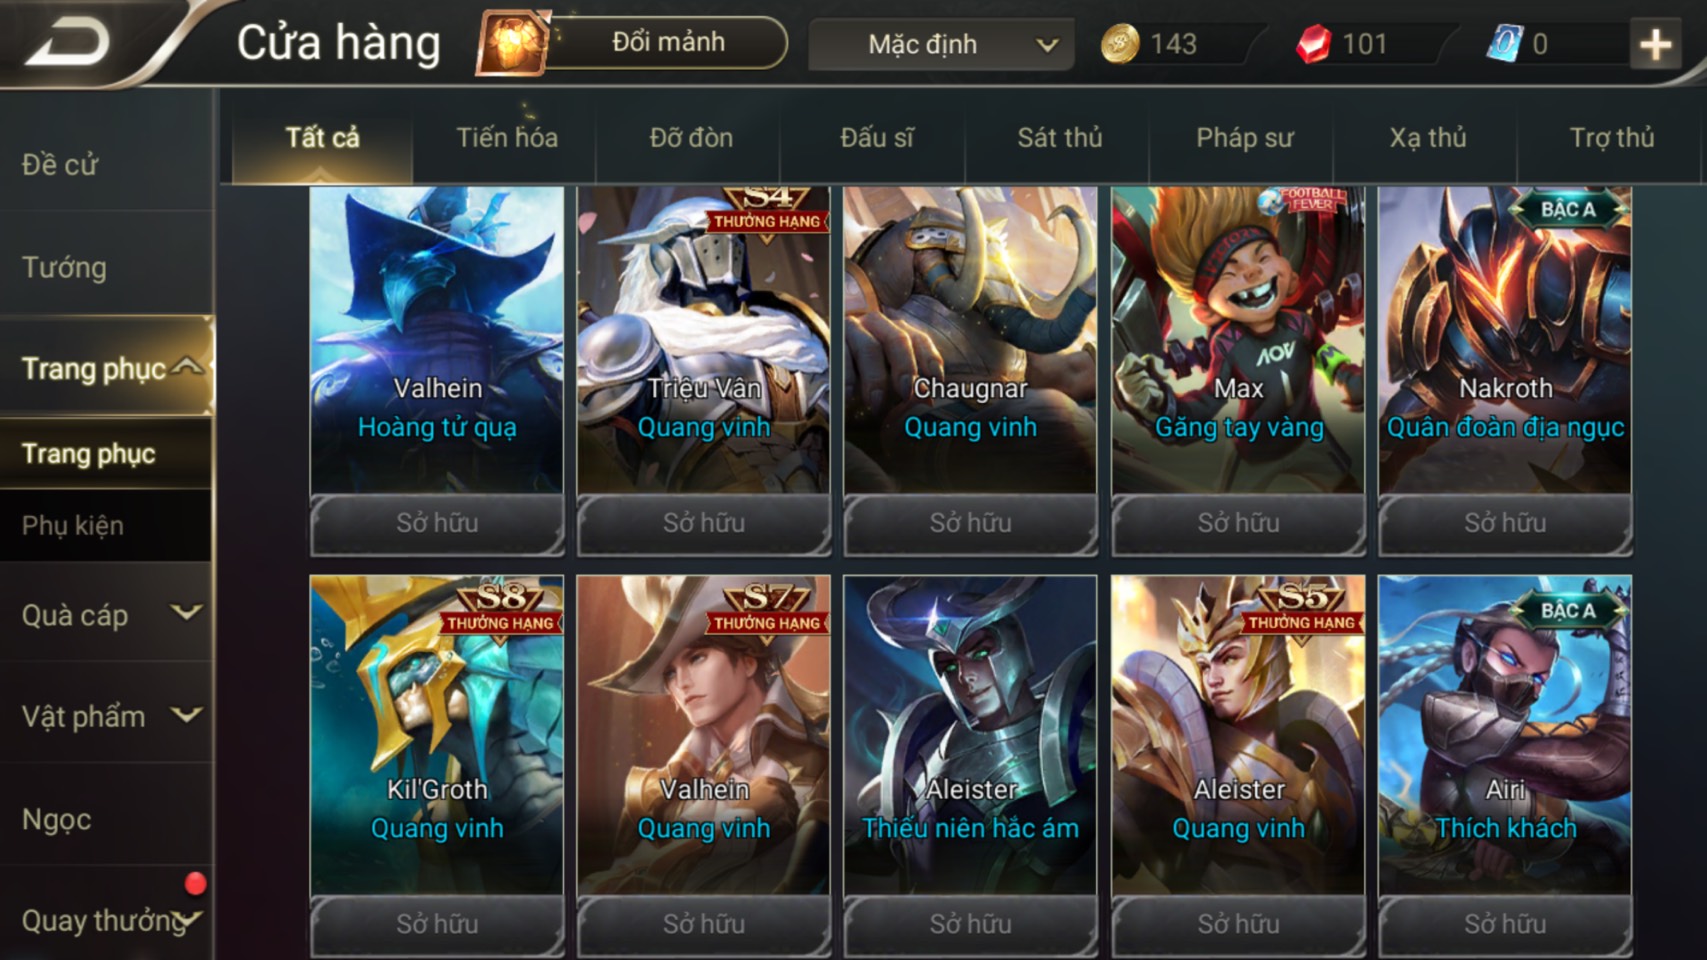 Cửa hàng
Đổi mảnh
Mặc định
143
101
0
Đề cử
Tướng
Trang phục
Trang phục
Phụ kiện
Quà cáp
Vật phẩm
Ngọc
Quay thưởng
Tất cả
Tiến hóa
Đỡ đòn
Đấu sĩ
Sát thủ
Pháp sư
Xạ thủ
Trợ thủ
Valhein
Hoàng tử quạ
Sở hữu
S4
THƯỞNG HẠNG
Triệu Vân
Quang vinh
Sở hữu
Chaugnar
Quang vinh
Sở hữu
FOOTBALL
FEVER
AOV
Max
Găng tay vàng
Sở hữu
BẬC A
Nakroth
Quân đoàn địa ngục
Sở hữu
S8
THƯỞNG HẠNG
Kil'Groth
Quang vinh
Sở hữu
S7
THƯỞNG HẠNG
Valhein
Quang vinh
Sở hữu
Aleister
Thiếu niên hắc ám
Sở hữu
S5
THƯỞNG HẠNG
Aleister
Quang vinh
Sở hữu
BẬC A
Airi
Thích khách
Sở hữu